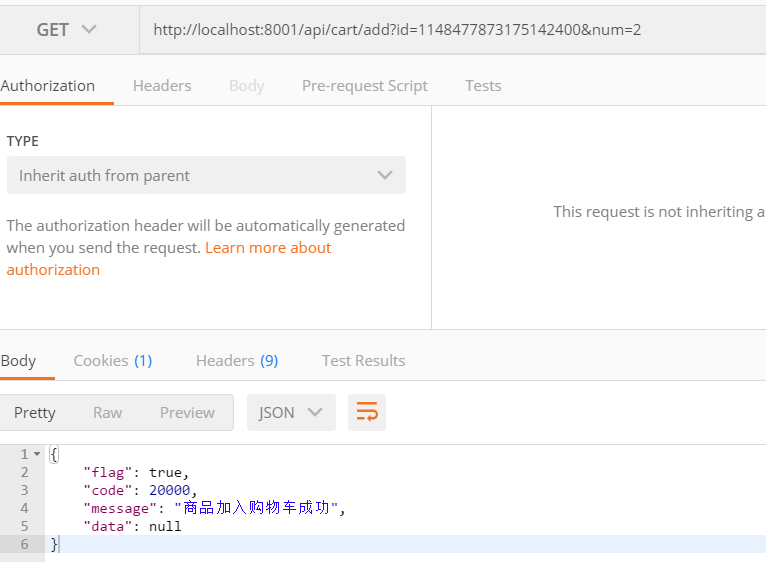 GET http://localhost:8001/api/cart/add?id=1148477873175142400&num=2
Authorization Headers Body Pre-request Script Tests
TYPE
Inherit auth from parent
The authorization header will be automatically generated
when you send the request. Learn more about
authorization
This request is not inheriting a
Body Cookies (1) Headers (9) Test Results
Pretty Raw Preview JSON
1 {
2 "flag": true,
3 "code": 20000,
4 "message": "商品加入购物车成功",
5 "data": null
6 }